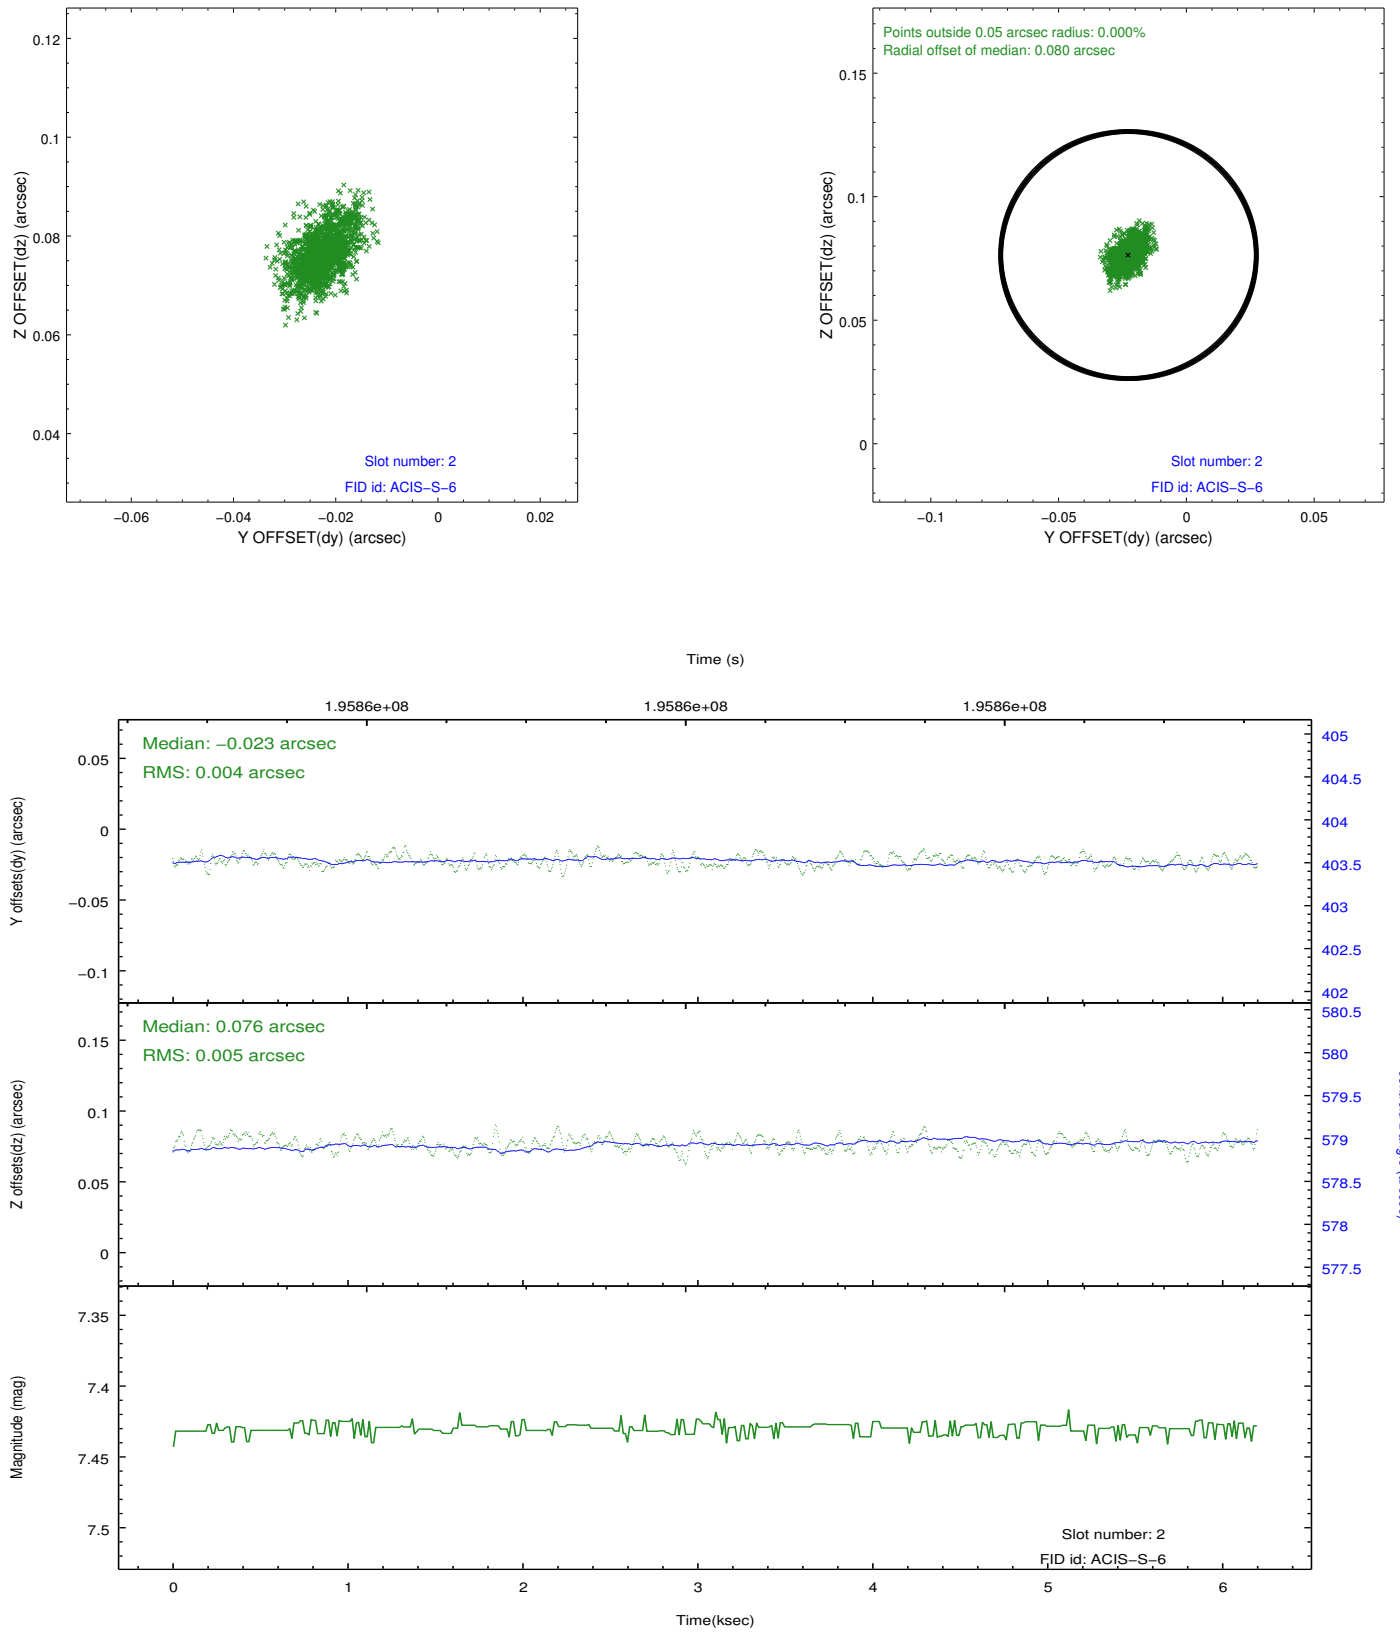 0.12
0.1
0.08
0.06
0.04
Z OFFSET(dz) (arcsec)
Slot number: 2
FID id: ACIS−S−6
−0.06
−0.04
−0.02
0
0.02
Y OFFSET(dy) (arcsec)
Points outside 0.05 arcsec radius: 0.000%
Radial offset of median: 0.080 arcsec
0.15
0.1
0.05
0
Z OFFSET(dz) (arcsec)
Slot number: 2
FID id: ACIS−S−6
−0.1
−0.05
0
0.05
Y OFFSET(dy) (arcsec)
Time (s)
1.9586e+08
1.9586e+08
1.9586e+08
Median: −0.023 arcsec
RMS: 0.004 arcsec
0.05
0
−0.05
−0.1
Y offsets(dy) (arcsec)
405
404.5
404
403.5
403
402.5
402
Median: 0.076 arcsec
RMS: 0.005 arcsec
0.15
0.1
0.05
0
Z offsets(dz) (arcsec)
580.5
580
579.5
579
578.5
578
577.5
7.35
7.4
7.45
7.5
Magnitude (mag)
Slot number: 2
FID id: ACIS−S−6
0
1
2
3
4
5
6
Time(ksec)